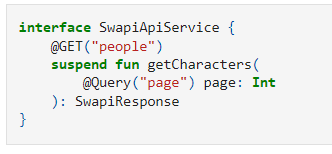 interface SwapiApiService {
    @GET("people")
    suspend fun getCharacters(
        @Query("page") page: Int
    ): SwapiResponse
}